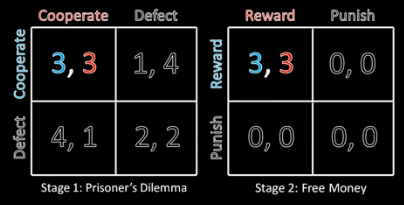 Cooperate Defect Reward Punish
Cooperate 3, 3 1, 4 Reward 3, 3 0, 0
Defect 4, 1 2, 2 Punish 0, 0 0, 0
Stage 1: Prisoner's Dilemma Stage 2: Free Money